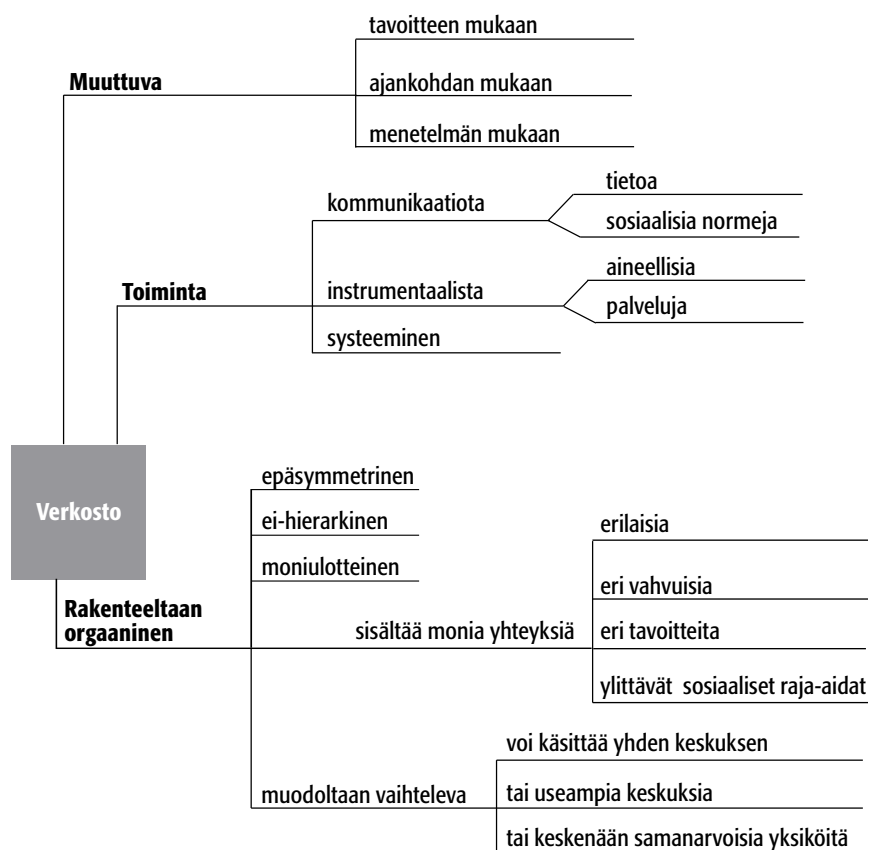 tavoitteen mukaan
Muuttuva
ajankohdan mukaan
menetelmän mukaan
tietoa
kommunikaatiota
sosiaalisia normeja
aineellisia
Toiminta
instrumentaalista
palveluja
systeeminen
Verkosto
epäsymmetrinen
ei-hierarkinen
moniulotteinen
erilaisia
eri vahvuisia
Rakenteeltaan
orgaaninen
sisältää monia yhteyksiä
eri tavoitteita
ylittävät sosiaaliset raja-aidat
voi käsittää yhden keskuksen
muodoltaan vaihteleva
tai useampia keskuksia
tai keskenään samanarvoisia yksiköitä